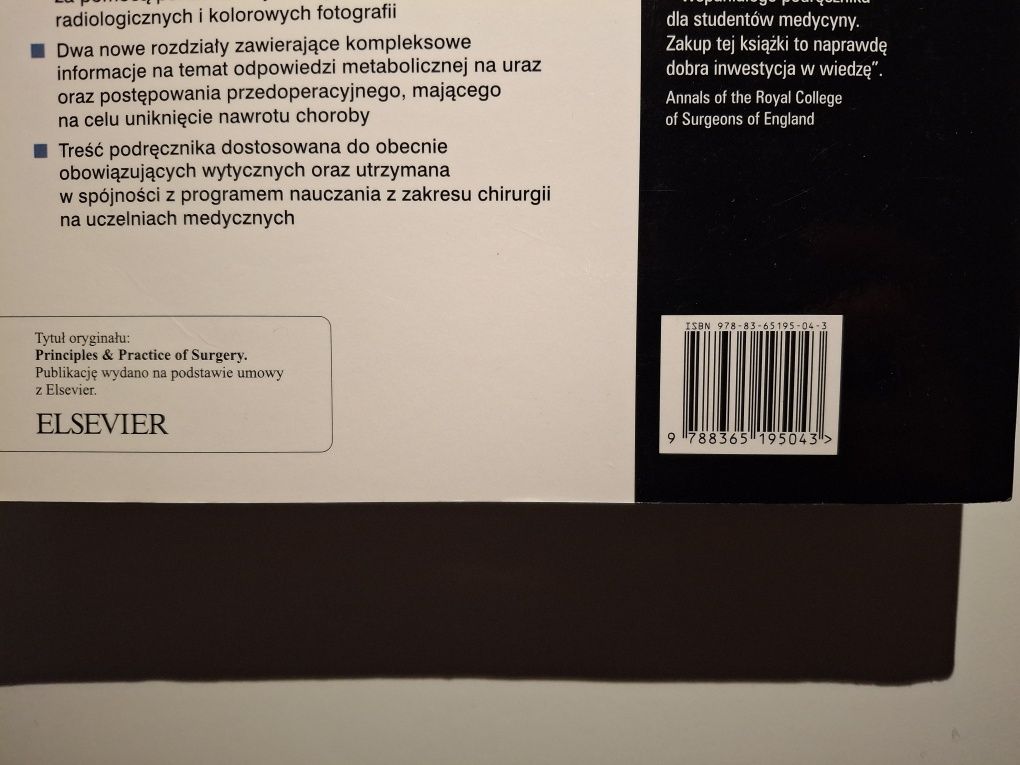 radiologicznych i kolorowych fotografii
Dwa nowe rozdziały zawierające kompleksowe
informacje na temat odpowiedzi metabolicznej na uraz
oraz postępowania przedoperacyjnego, mającego
na celu uniknięcie nawrotu choroby
Treść podręcznika dostosowana do obecnie
obowiązujących wytycznych oraz utrzymana
w spójności z programem nauczania z zakresu chirurgii
na uczelniach medycznych
Tytuł oryginału:
Principles & Practice of Surgery.
Publikację wydano na podstawie umowy
z Elsevier.
ELSEVIER
dla studentów medycyny.
Zakup tej książki to naprawdę
dobra inwestycja w wiedzę”.
Annals of the Royal College
of Surgeons of England
ISBN 978-83-65195-04-3
9 788365 195043 >